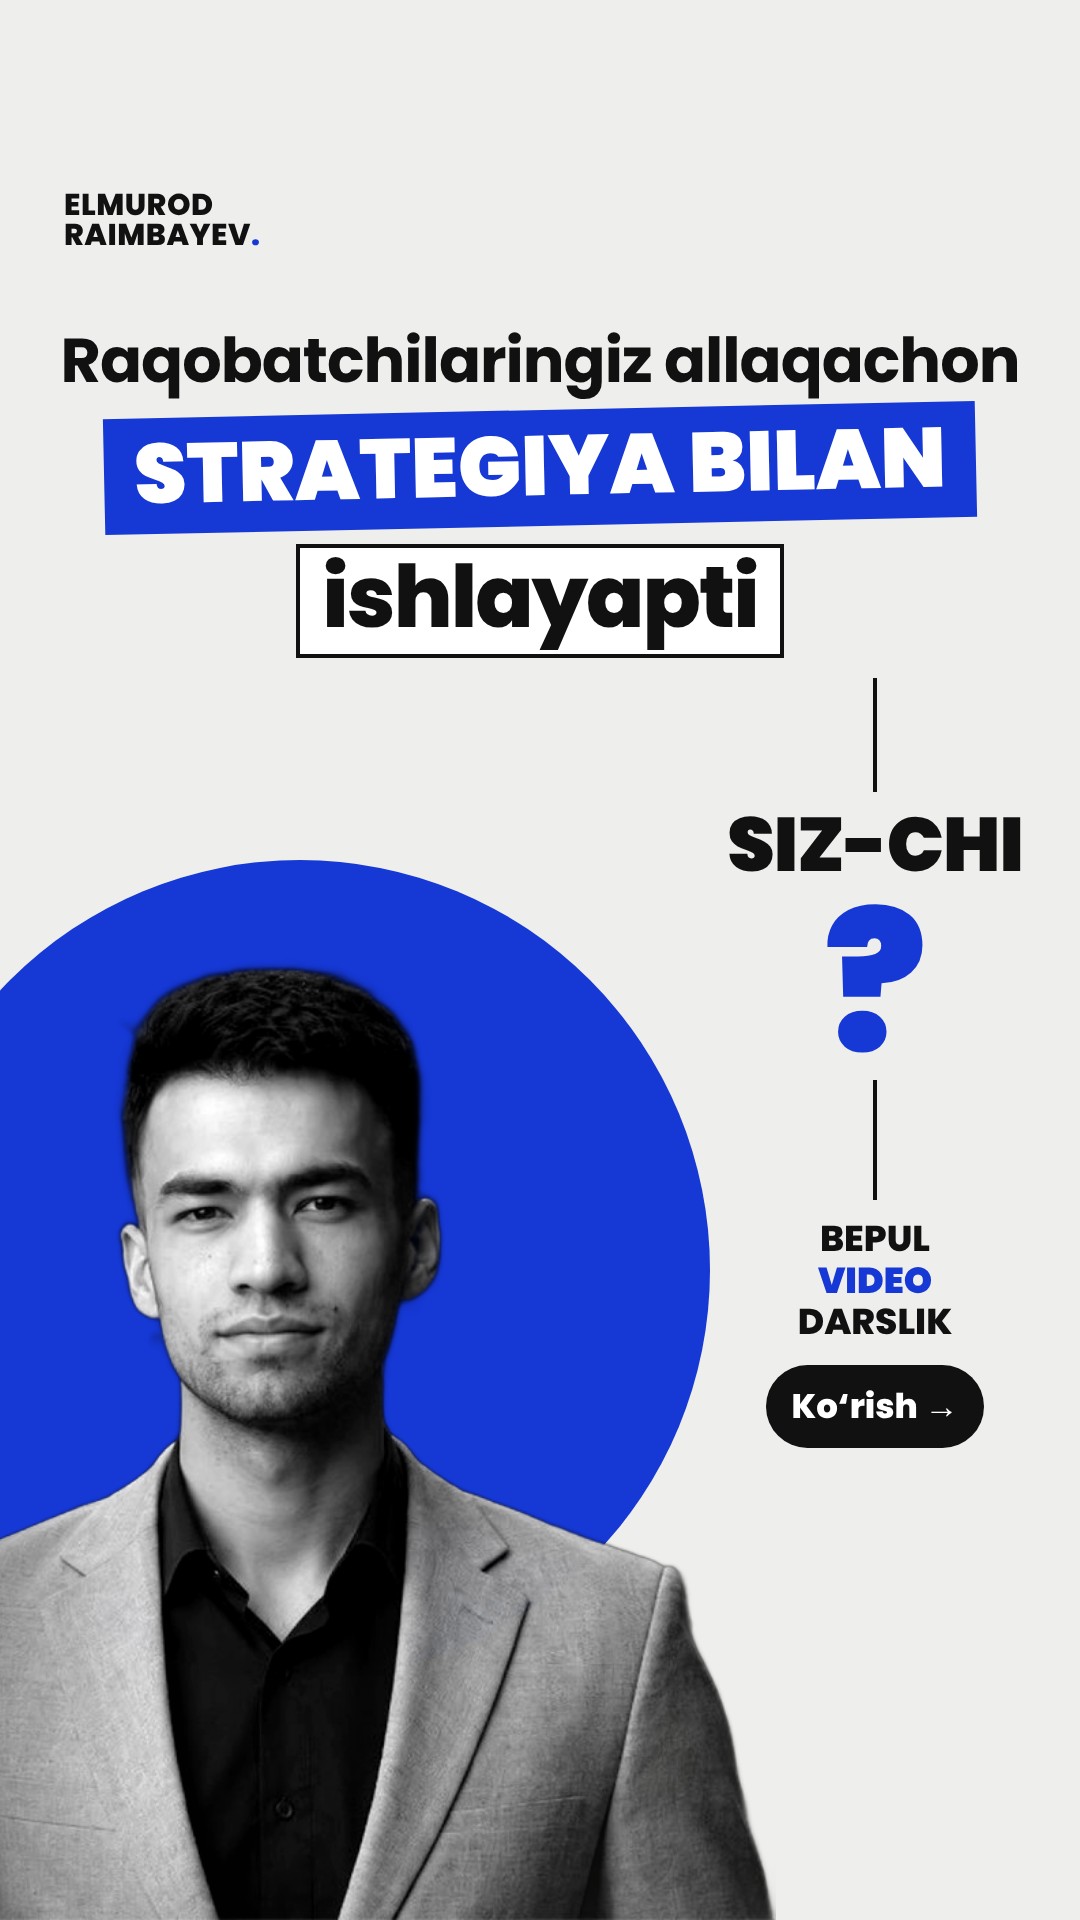 ELMUROD
RAIMBAYEV.
Raqobatchilaringiz allaqachon
STRATEGIYA BILAN
ishlayapti
SIZ-CHI
?
BEPUL
VIDEO
DARSLIK
Ko‘rish →